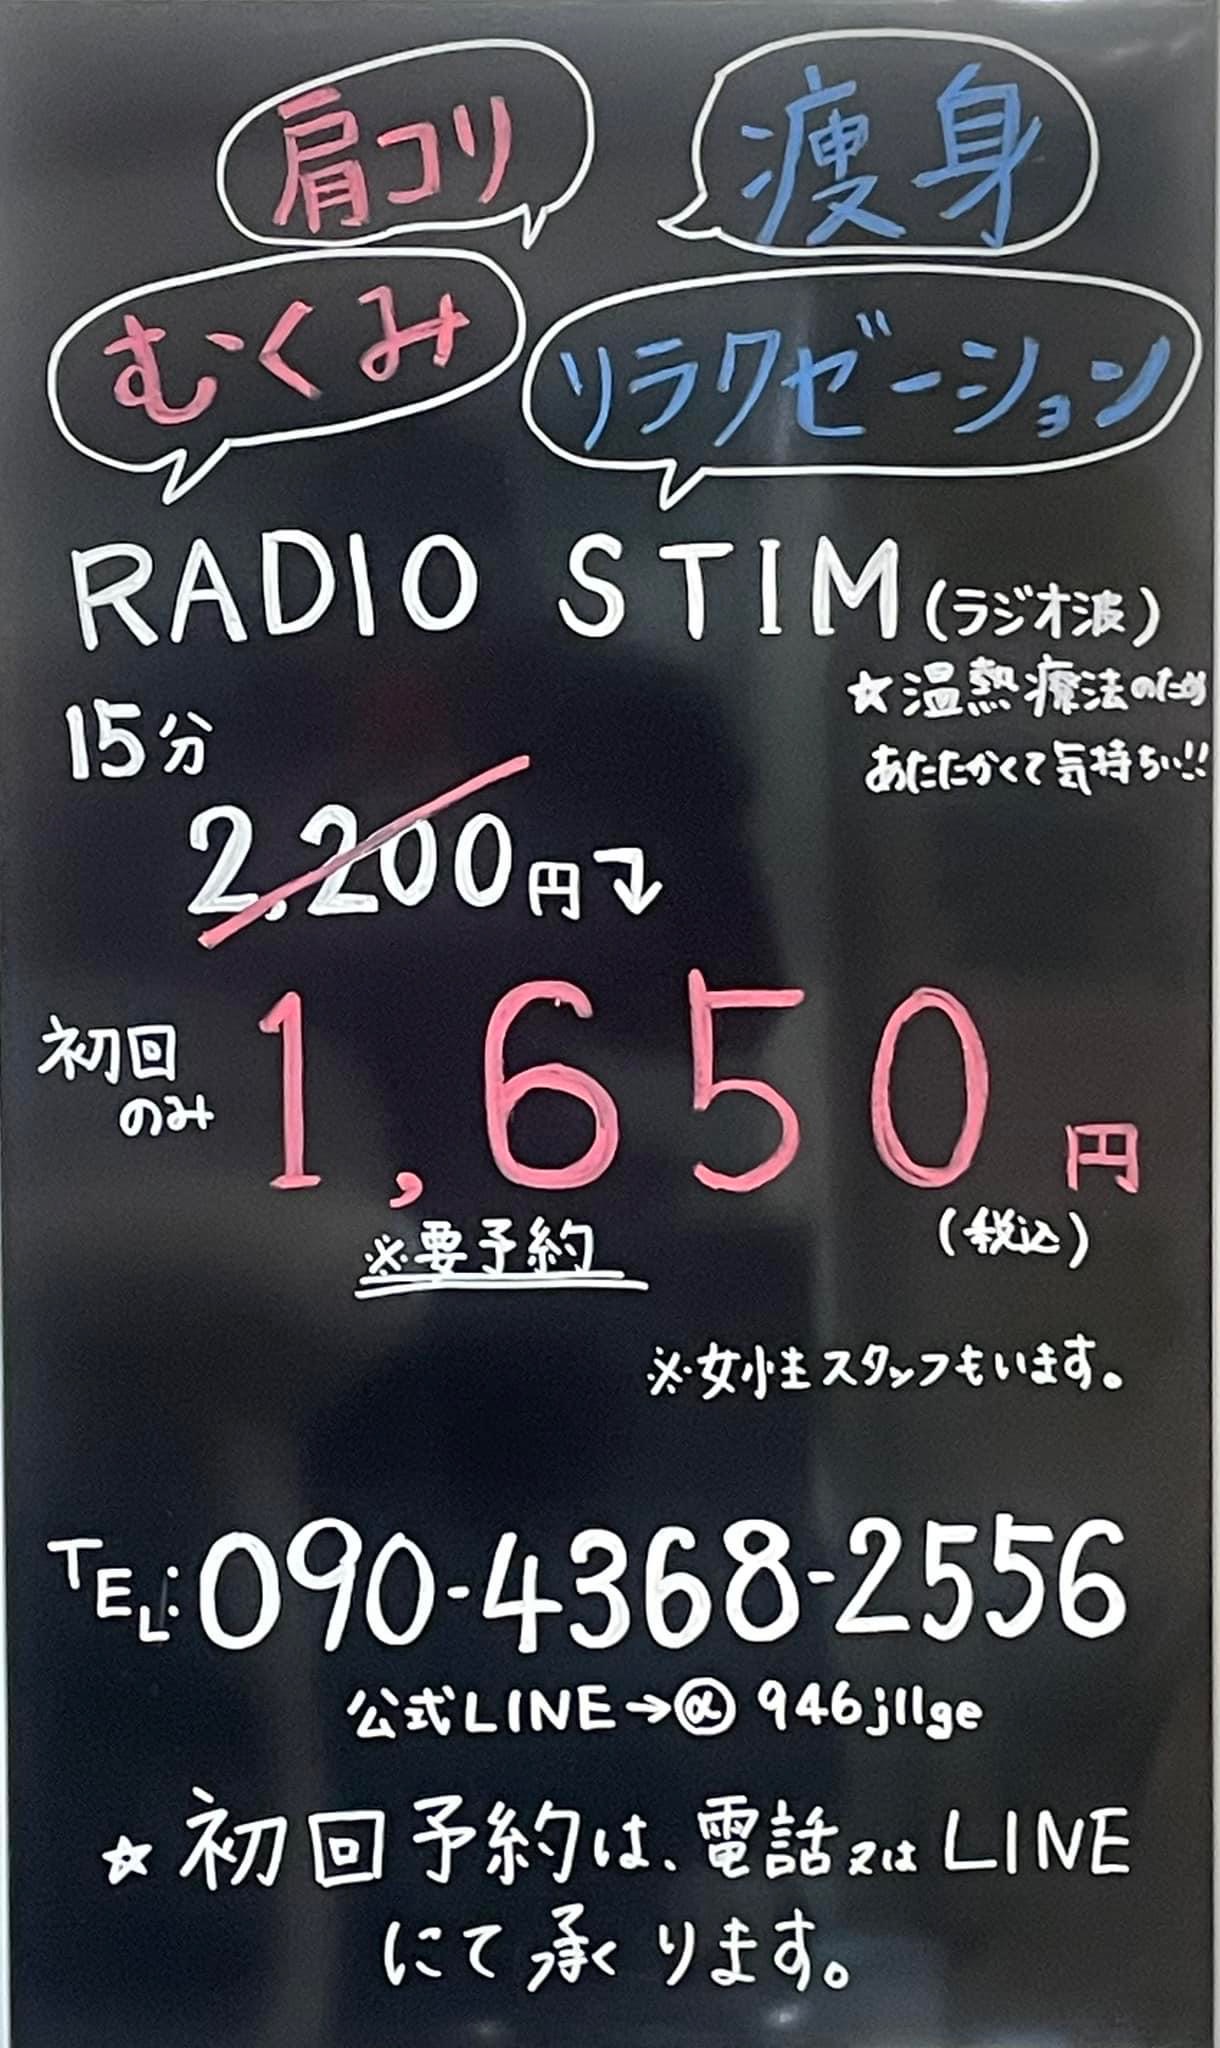 肩コリ
痩身
むくみ
リラクゼーション
RADIO STIM(ラジオ波)
☆温熱療法のため
あたたかくて気持ちいい!!
15分
2,200円
初回
のみ
1,650円
※要予約
(税込)
※女性スタッフもいます。
TEL:090-4368-2556
公式LINE→@ 946jllge
☆初回予約は、電話又はLINE
にて承ります。